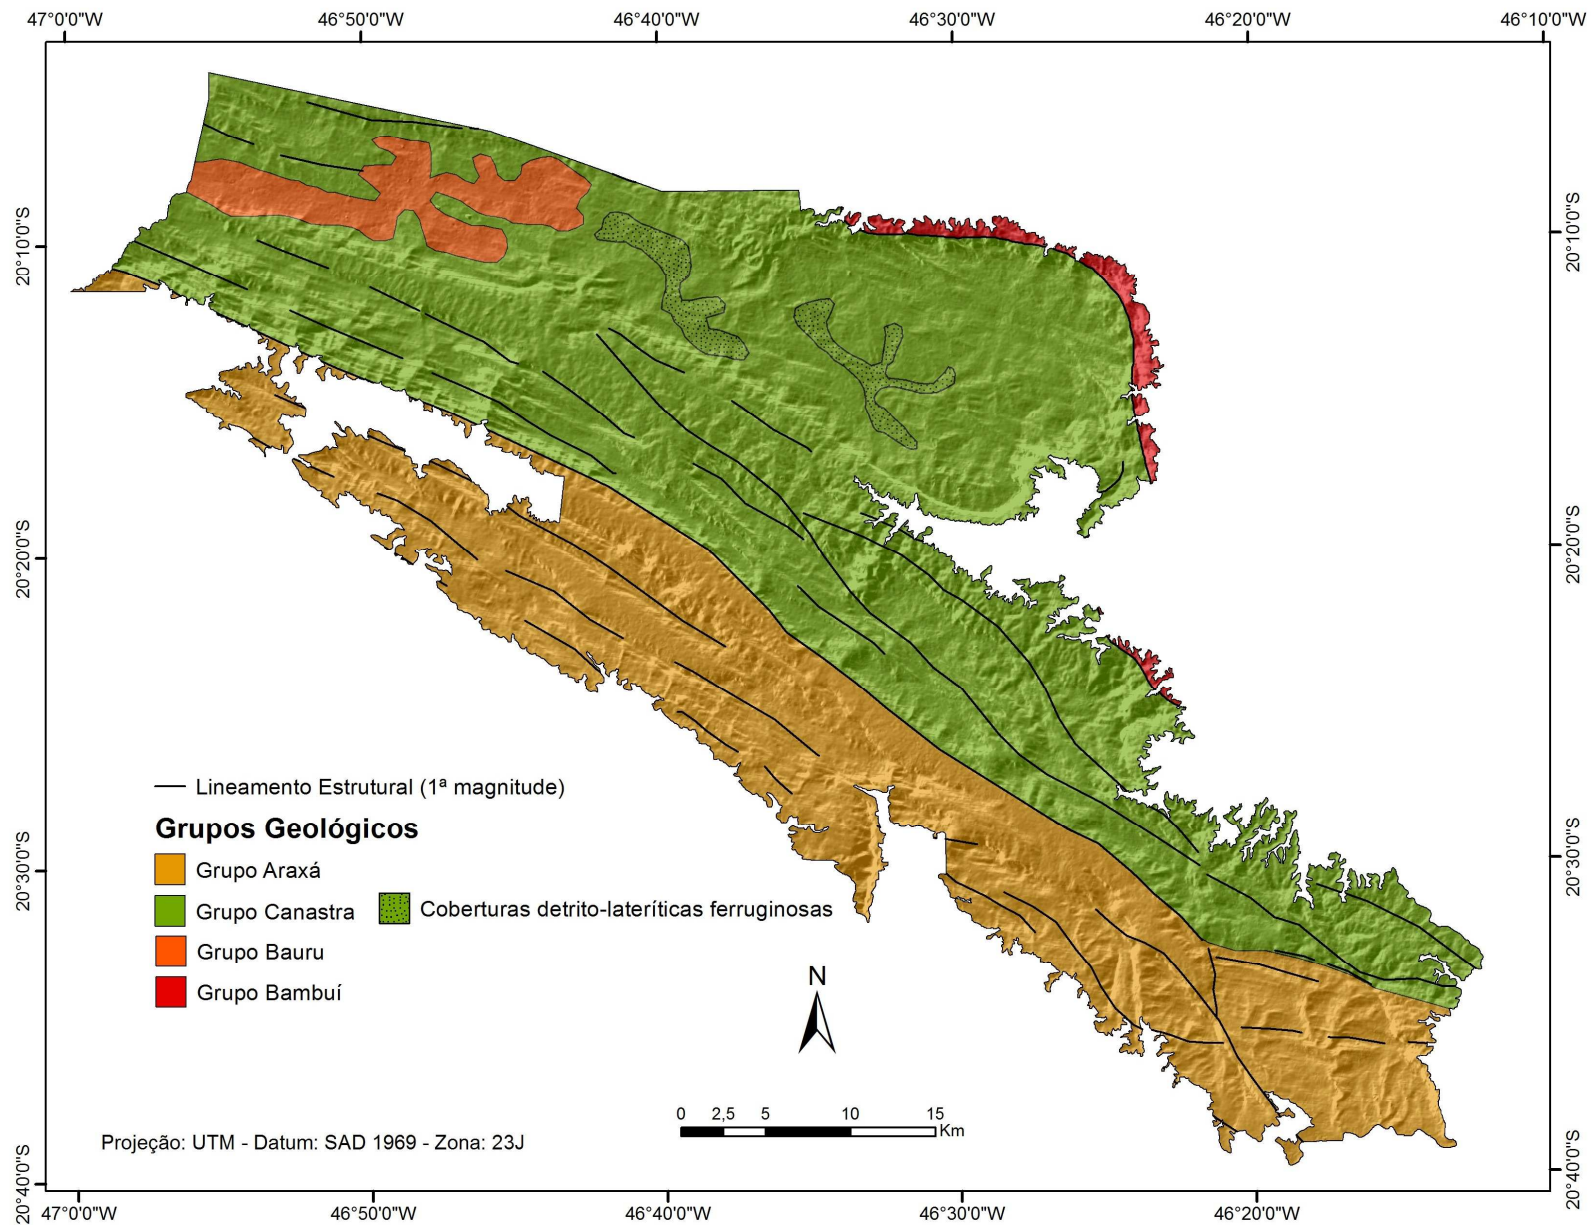 47°0'0"W 46°50'0"W 46°40'0"W 46°30'0"W 46°20'0"W 46°10'0"W
20°10'0"S 20°10'0"S
20°20'0"S 20°20'0"S
Lineamento Estrutural (1ª magnitude)
Grupos Geológicos
Grupo Araxá
20°30'0"S 20°30'0"S
Grupo Canastra Coberturas detrito-lateríticas ferruginosas
Grupo Bauru
Grupo Bambuí
N
0 2,5 5 10 15
Km
Projeção: UTM - Datum: SAD 1969 - Zona: 23J
20°40'0"S 20°40'0"S
47°0'0"W 46°50'0"W 46°40'0"W 46°30'0"W 46°20'0"W